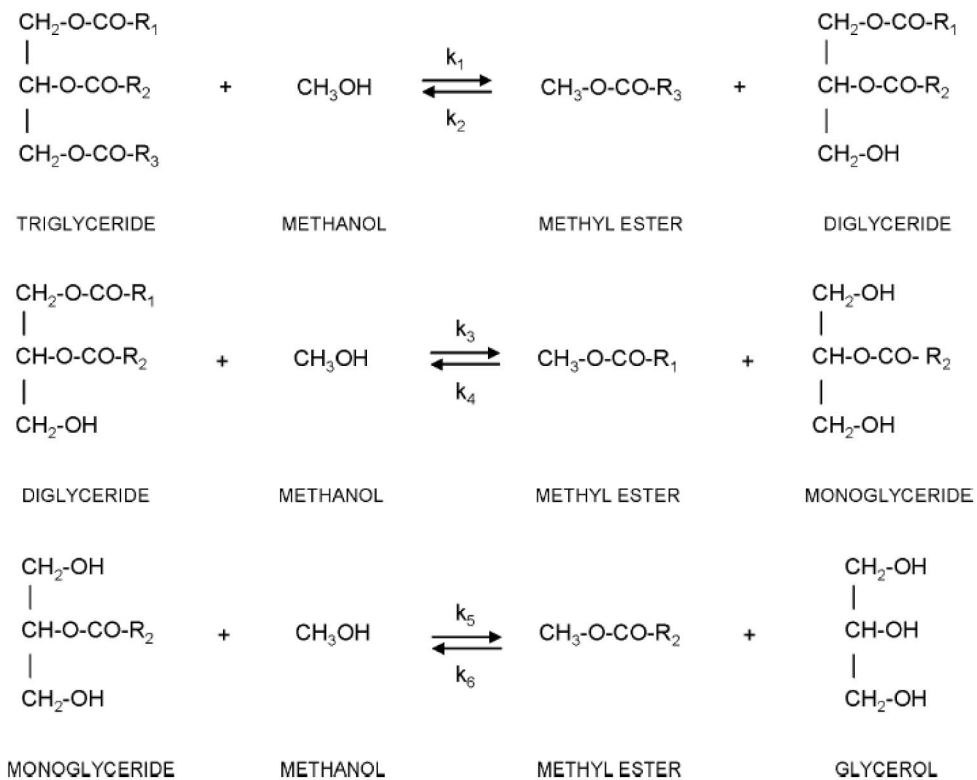 CH₂-O-CO-R₁ CH₂-O-CO-R₁
| |
CH-O-CO-R₂ + CH₃OH k₁ k₂ CH₃-O-CO-R₃ + CH-O-CO-R₂
| |
CH₂-O-CO-R₃ CH₂-OH
TRIGLYCERIDE METHANOL METHYL ESTER DIGLYCERIDE
CH₂-O-CO-R₁ CH₂-OH
| |
CH-O-CO-R₂ + CH₃OH k₃ k₄ CH₃-O-CO-R₁ + CH-O-CO- R₂
| |
CH₂-OH CH₂-OH
DIGLYCERIDE METHANOL METHYL ESTER MONOGLYCERIDE
CH₂-OH CH₂-OH
| |
CH-O-CO-R₂ + CH₃OH k₅ k₆ CH₃-O-CO-R₂ + CH-OH
| |
CH₂-OH CH₂-OH
MONOGLYCERIDE METHANOL METHYL ESTER GLYCEROL